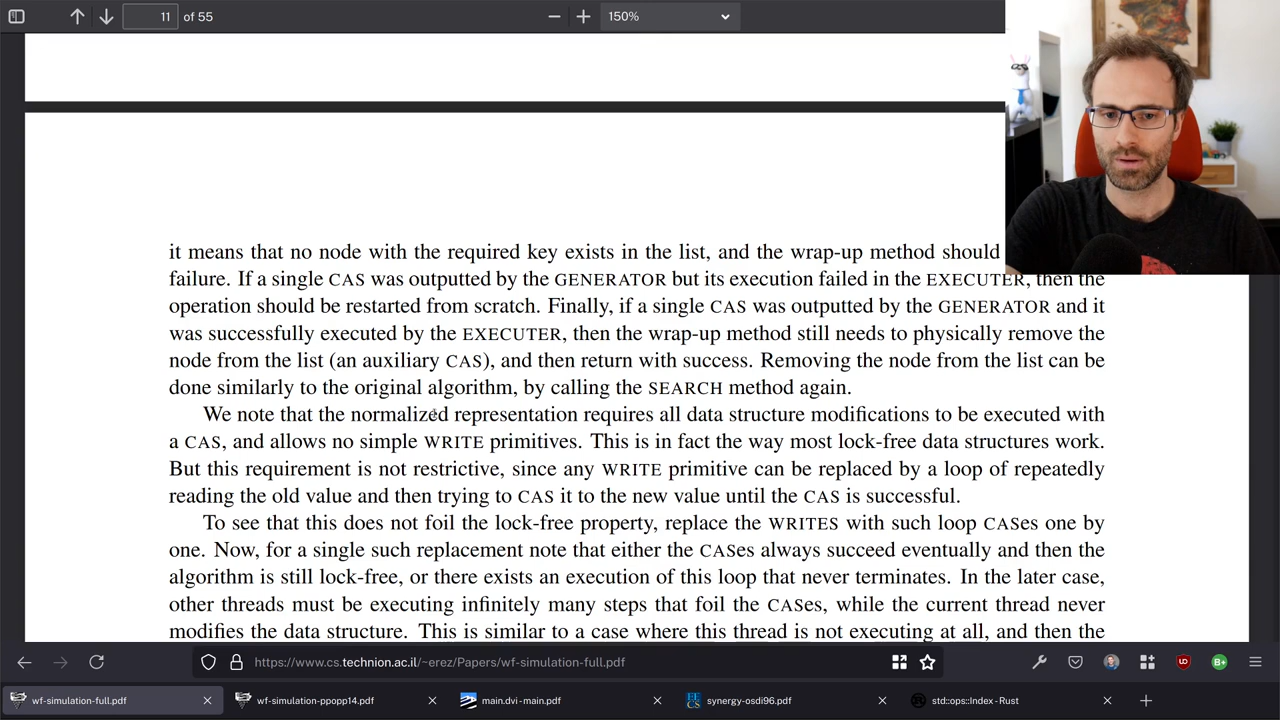 11 of 55
150%
it means that no node with the required key exists in the list, and the wrap-up method should
failure. If a single CAS was outputted by the GENERATOR but its execution failed in the EXECUTER, then the
operation should be restarted from scratch. Finally, if a single CAS was outputted by the GENERATOR and it
was successfully executed by the EXECUTER, then the wrap-up method still needs to physically remove the
node from the list (an auxiliary CAS), and then return with success. Removing the node from the list can be
done similarly to the original algorithm, by calling the SEARCH method again.
We note that the normalized representation requires all data structure modifications to be executed with
a CAS, and allows no simple WRITE primitives. This is in fact the way most lock-free data structures work.
But this requirement is not restrictive, since any WRITE primitive can be replaced by a loop of repeatedly
reading the old value and then trying to CAS it to the new value until the CAS is successful.
To see that this does not foil the lock-free property, replace the WRITES with such loop CASes one by
one. Now, for a single such replacement note that either the CASes always succeed eventually and then the
algorithm is still lock-free, or there exists an execution of this loop that never terminates. In the later case,
other threads must be executing infinitely many steps that foil the CASes, while the current thread never
modifies the data structure. This is similar to a case where this thread is not executing at all, and then the
https://www.cs.technion.ac.il/~erez/Papers/wf-simulation-full.pdf
wf-simulation-full.pdf
wf-simulation-ppopp14.pdf
main.dvi - main.pdf
synergy-osdi96.pdf
std::ops::Index - Rust